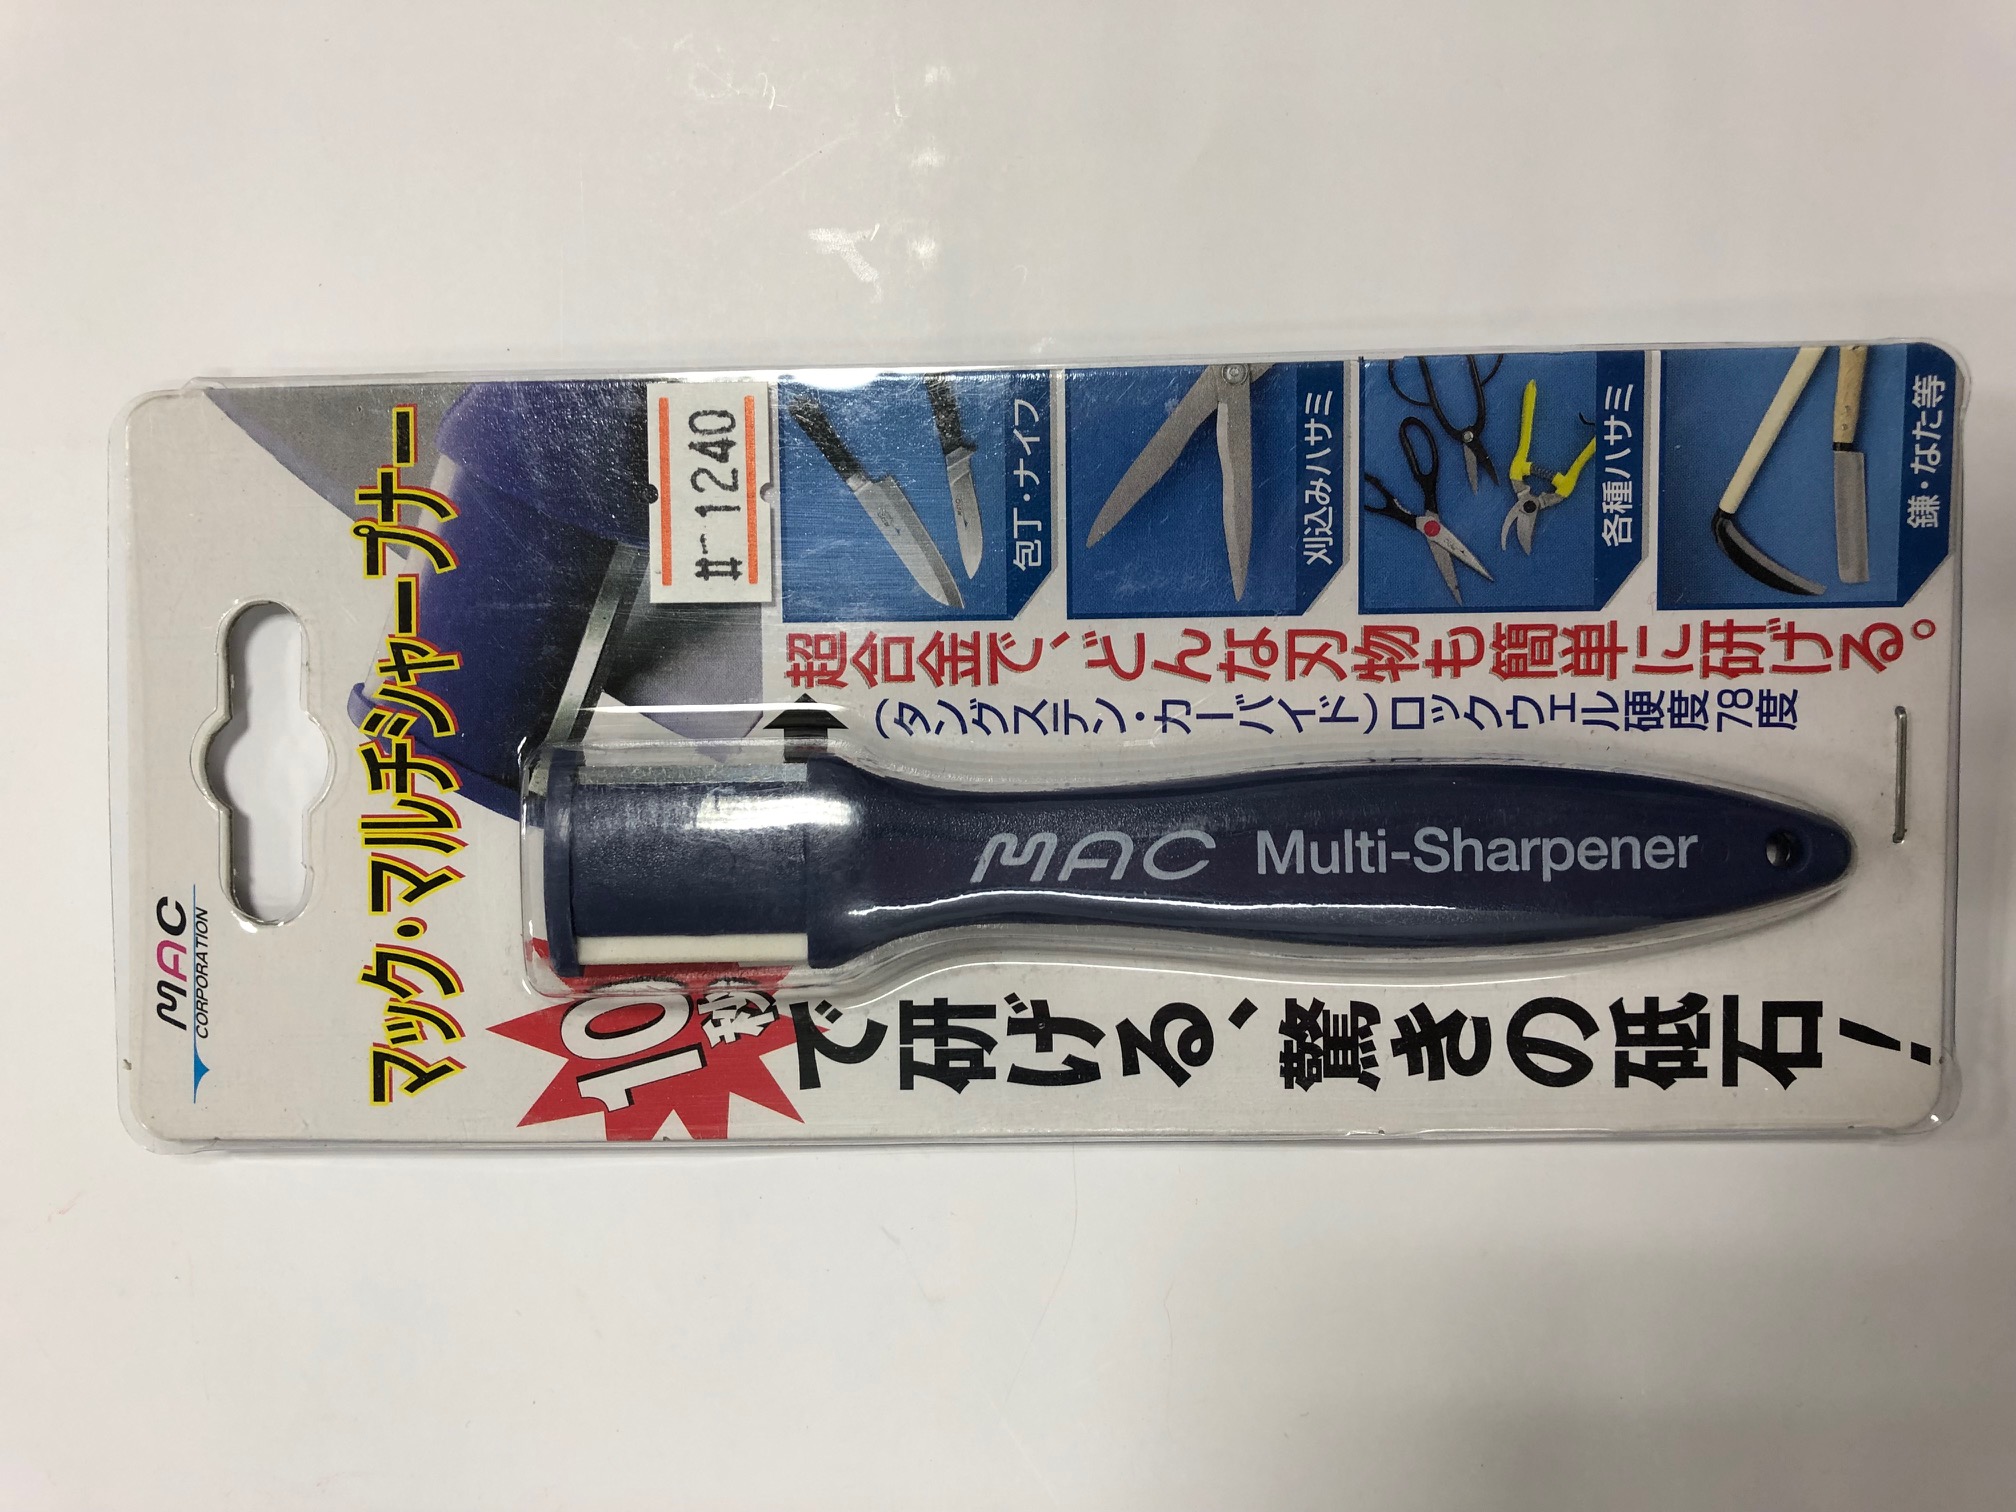 MAC
CORPORATION
マック・マルチシャープナー
10秒
で研げる、驚きの砥石!
#-1240
超合金で、どんな刃物も簡単に研げる。
(タングステン・カーバイド)ロックウェル硬度78度
包丁・ナイフ
刈込みハサミ
各種ハサミ
鎌・なた等
MAC Multi-Sharpener